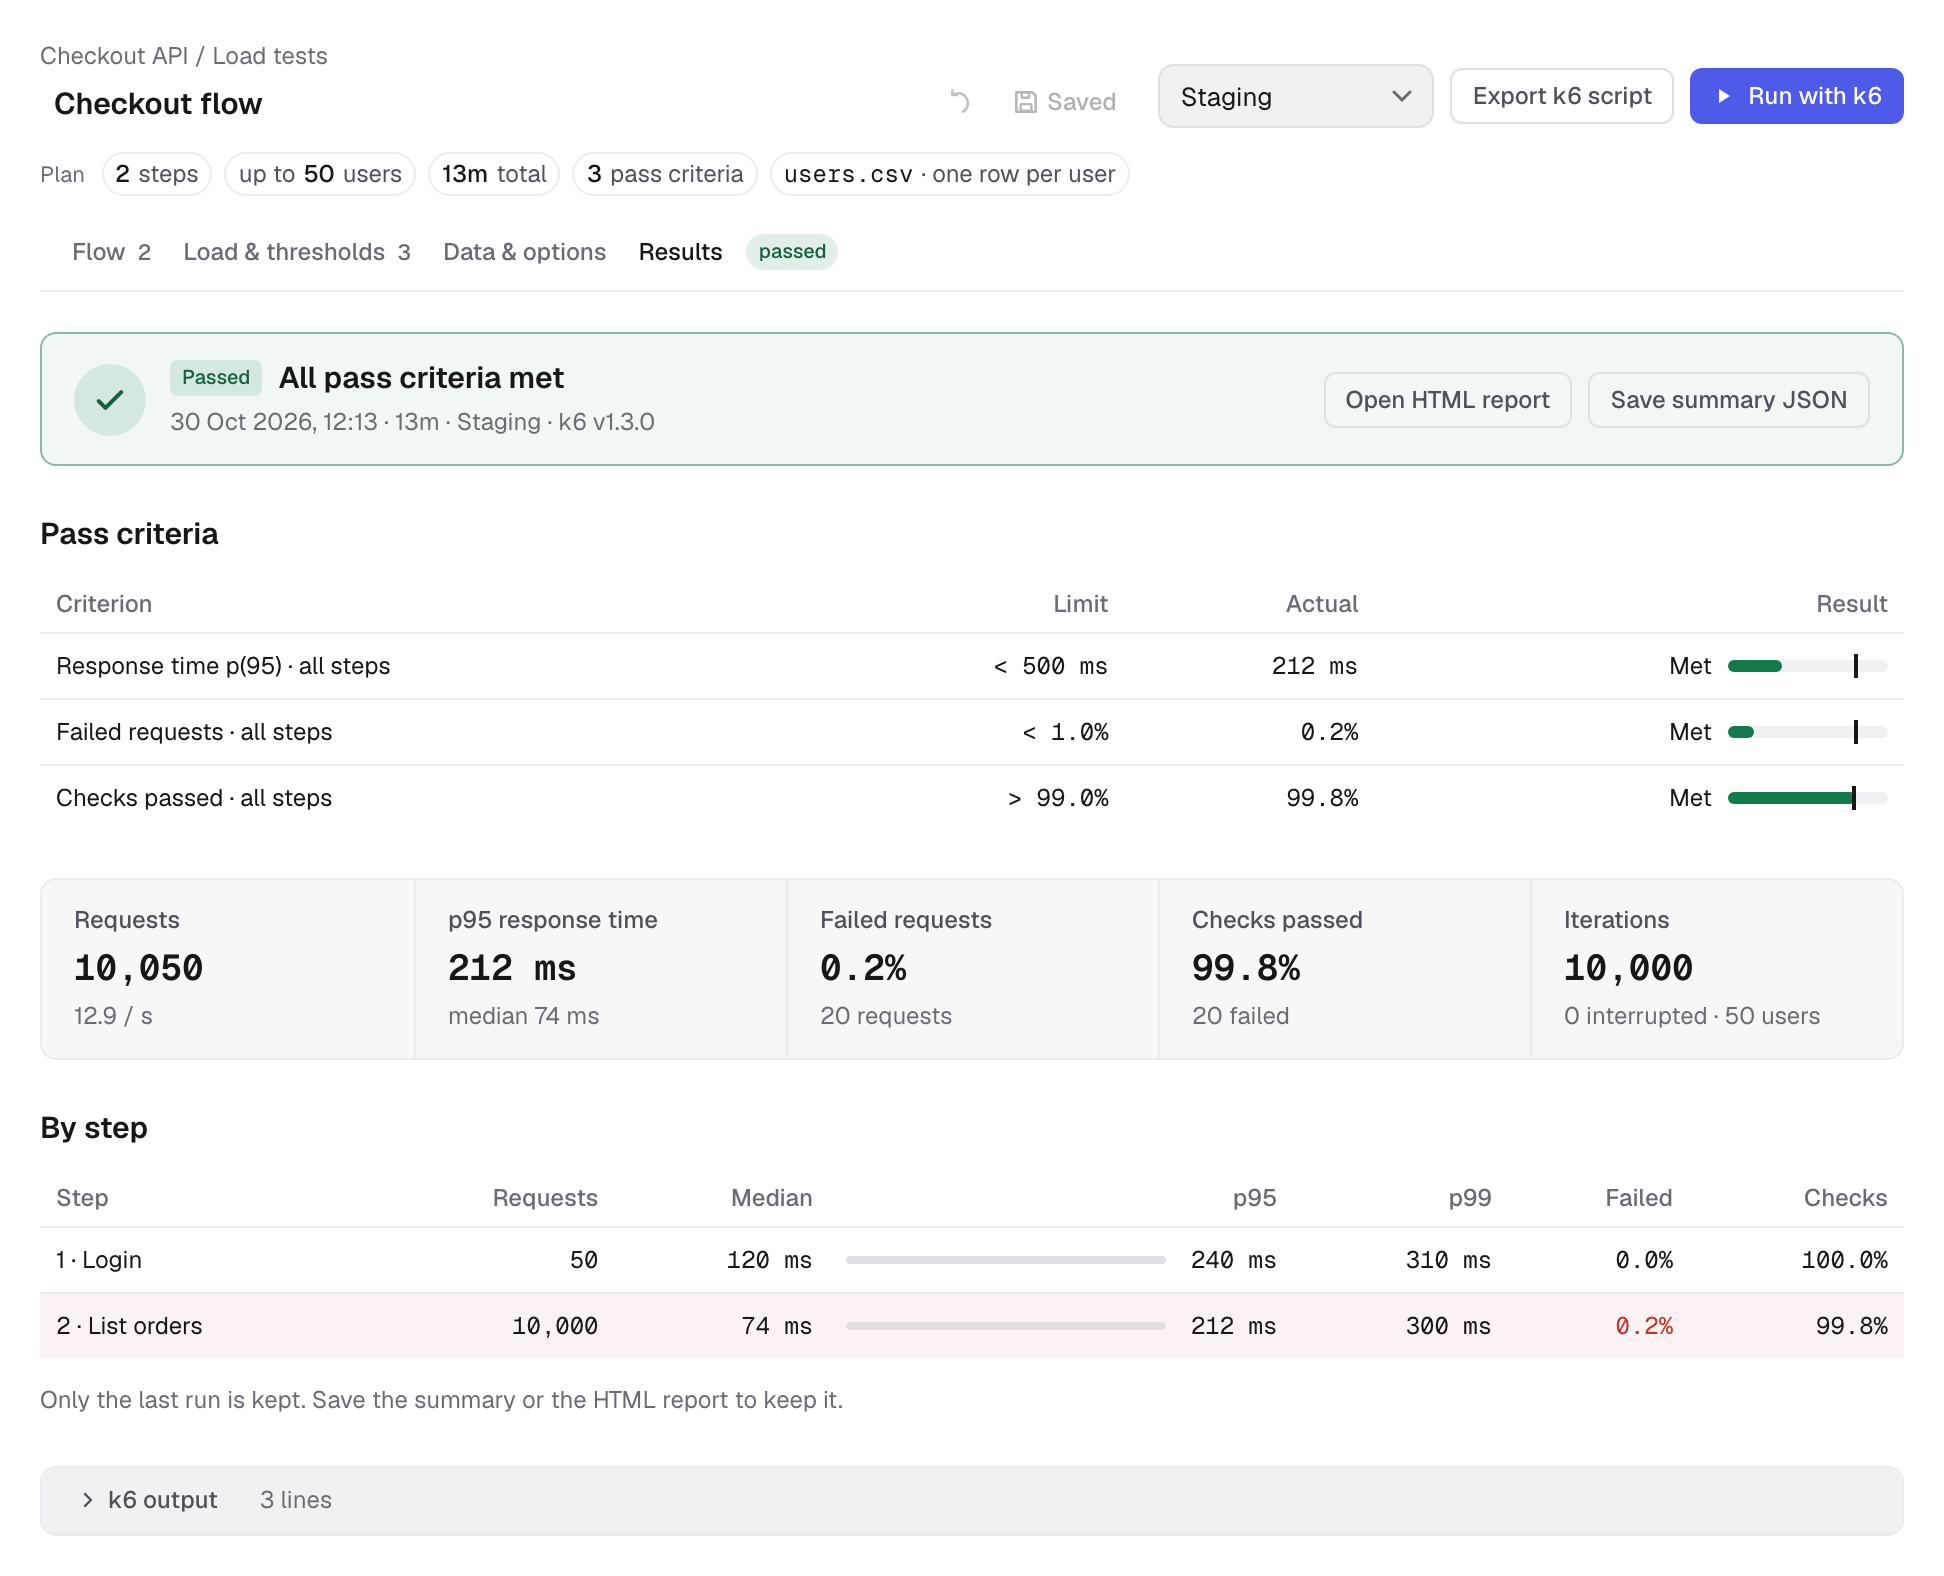 Checkout API / Load tests
Checkout flow
Saved
Staging
Export k6 script
Run with k6
Plan 2 steps up to 50 users 13m total 3 pass criteria users.csv · one row per user
Flow 2 Load & thresholds 3 Data & options Results passed
Passed All pass criteria met
30 Oct 2026, 12:13 · 13m · Staging · k6 v1.3.0
Open HTML report
Save summary JSON
Pass criteria
Criterion Limit Actual Result
Response time p(95) · all steps < 500 ms 212 ms Met
Failed requests · all steps < 1.0% 0.2% Met
Checks passed · all steps > 99.0% 99.8% Met
Requests p95 response time Failed requests Checks passed Iterations
10,050 212 ms 0.2% 99.8% 10,000
12.9 / s median 74 ms 20 requests 20 failed 0 interrupted · 50 users
By step
Step Requests Median p95 p99 Failed Checks
1 · Login 50 120 ms 240 ms 310 ms 0.0% 100.0%
2 · List orders 10,000 74 ms 212 ms 300 ms 0.2% 99.8%
Only the last run is kept. Save the summary or the HTML report to keep it.
k6 output 3 lines